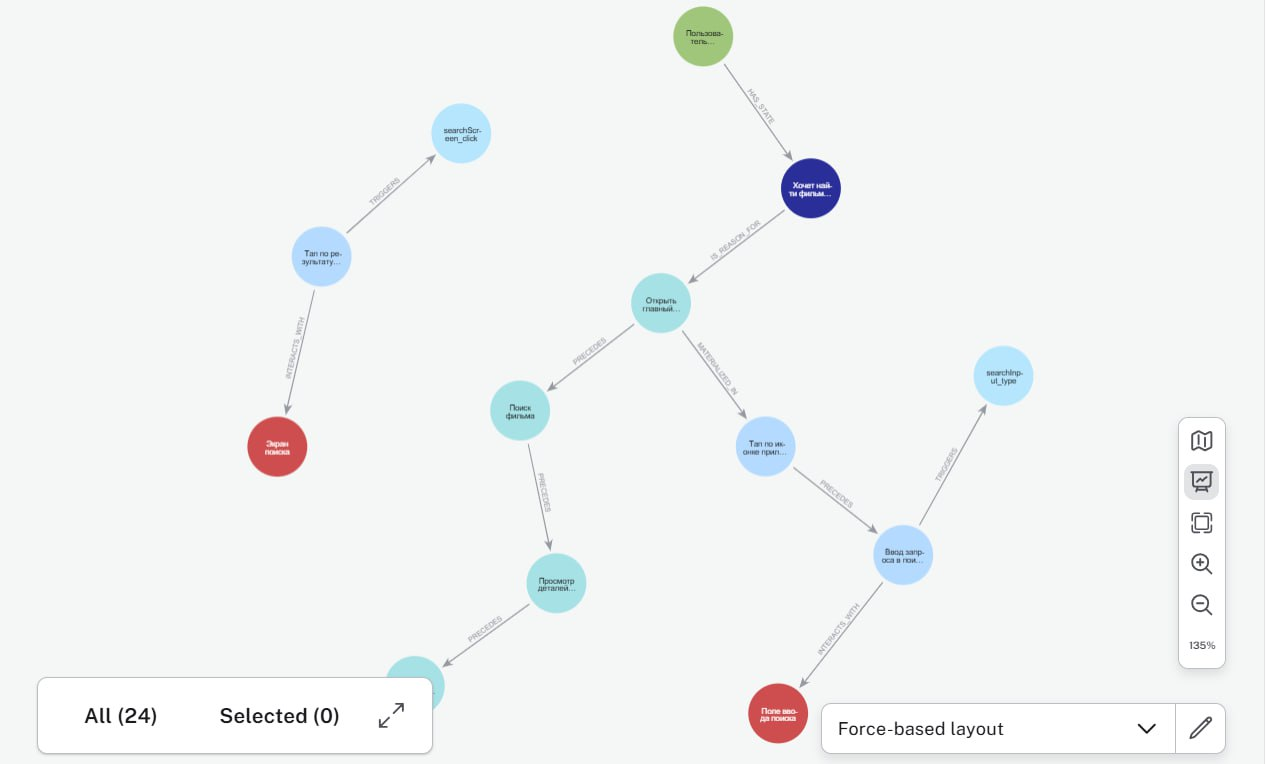 Пользова-
тель...
HAS_STATE
searchScr-
een_click
TRIGGERS
Хочет най-
ти фильм...
IS_REASON_FOR
Тап по ре-
зультату...
INTERACTS_WITH
Открыть
главный...
PRECEDES
MATERIALIZED_IN
searchInp-
ut_type
Поиск
фильма
Экран
поиска
Тап по ик-
онке прил...
TRIGGERS
PRECEDES
PRECEDES
Ввод запр-
оса в пои...
Просмотр
деталей...
PRECEDES
INTERACTS_WITH
Поле вво-
да поиска
135%
All (24)
Selected (0)
Force-based layout